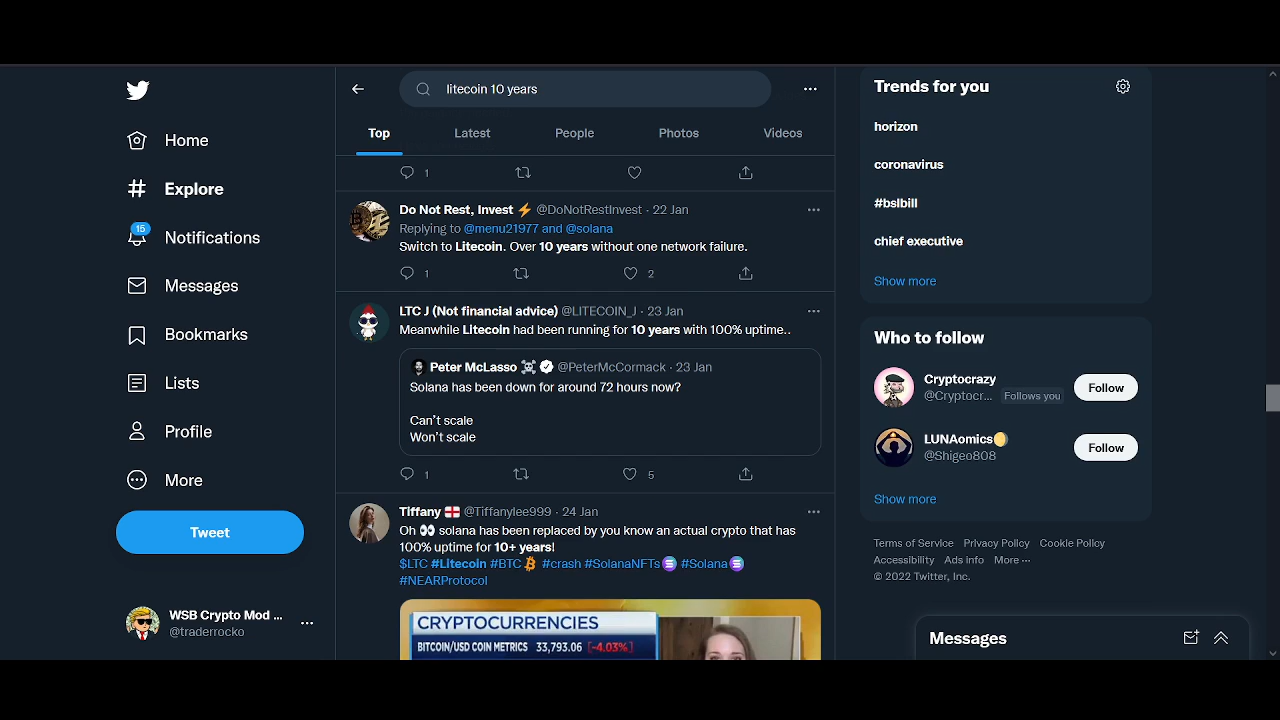 Home
Explore
15
Notifications
Messages
Bookmarks
Lists
Profile
More
Tweet
WSB Crypto Mod ...
@traderrocko
litecoin 10 years
Top
Latest
People
Photos
Videos
1
Do Not Rest, Invest ⚡ @DoNotRestInvest · 22 Jan
Replying to @menu21977 and @solana
Switch to Litecoin. Over 10 years without one network failure.
1
2
LTC J (Not financial advice) @LITECOIN_J · 23 Jan
Meanwhile Litecoin had been running for 10 years with 100% uptime..
Peter McLasso ☠️ @PeterMcCormack · 23 Jan
Solana has been down for around 72 hours now?
Can't scale
Won't scale
1
5
Tiffany 🏴󠁧󠁢󠁥󠁮󠁧󠁿 @Tiffanylee999 · 24 Jan
Oh 👀 solana has been replaced by you know an actual crypto that has
100% uptime for 10+ years!
$LTC #Litecoin #BTC #crash #SolanaNFTs #Solana
#NEARProtocol
CRYPTOCURRENCIES
BITCOIN/USD COIN METRICS 33,793.06 [-4.03%]
Trends for you
horizon
coronavirus
#bslbill
chief executive
Show more
Who to follow
Cryptocrazy
@Cryptocr... Follows you
Follow
LUNAomics🌔
@Shigeo808
Follow
Show more
Terms of Service Privacy Policy Cookie Policy
Accessibility Ads info More ···
© 2022 Twitter, Inc.
Messages